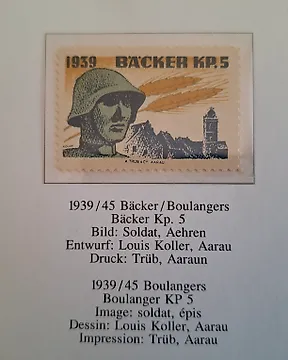 1939 BÄCKER KP. 5
A. TRÜB & CIE. AARAU
1939/45 Bäcker/Boulangers
Bäcker Kp. 5
Bild: Soldat, Aehren
Entwurf: Louis Koller, Aarau
Druck: Trüb, Aaraun
1939/45 Boulangers
Boulanger KP 5
Image: soldat, épis
Dessin: Louis Koller, Aarau
Impression: Trüb, Aarau